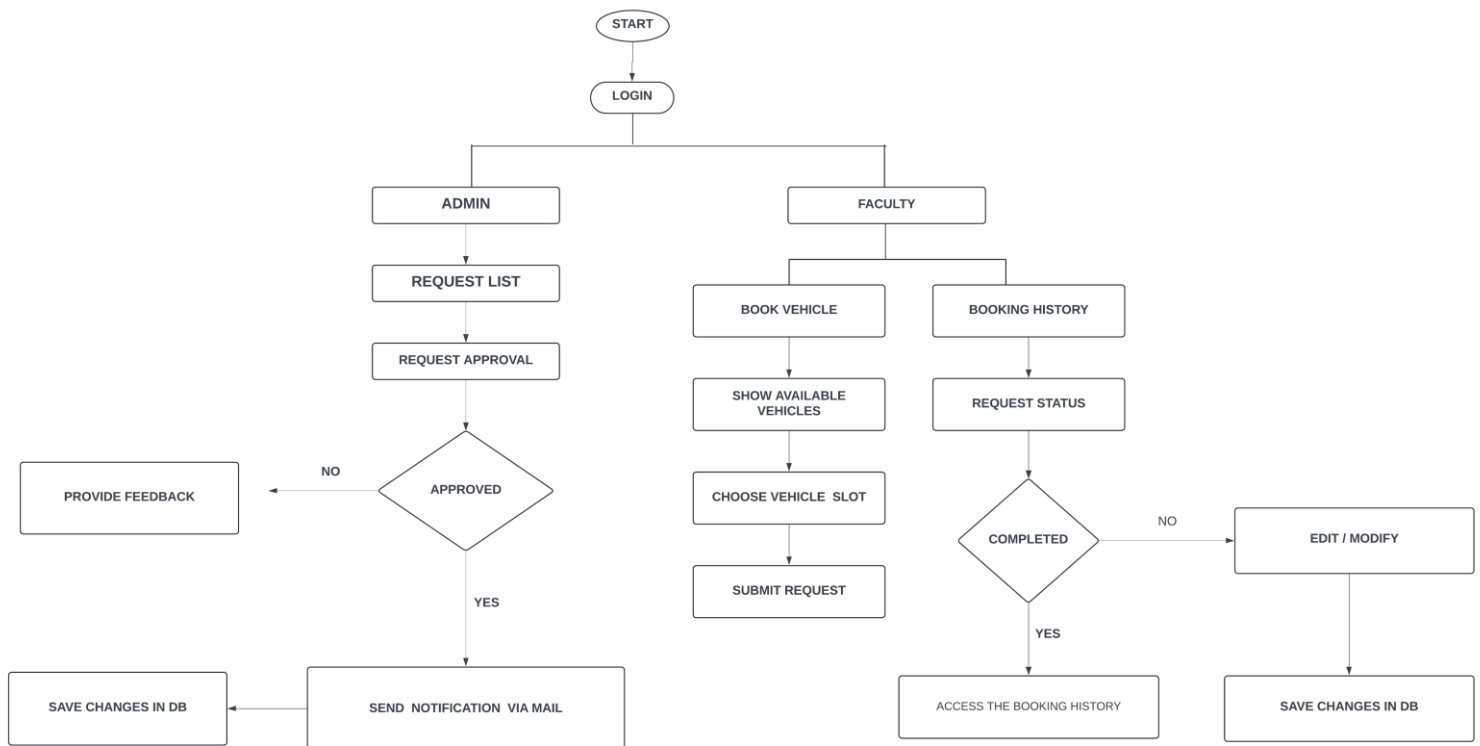 START
LOGIN
ADMIN
FACULTY
REQUEST LIST
BOOK VEHICLE
BOOKING HISTORY
REQUEST APPROVAL
SHOW AVAILABLE
VEHICLES
REQUEST STATUS
NO
APPROVED
PROVIDE FEEDBACK
CHOOSE VEHICLE SLOT
NO
COMPLETED
EDIT / MODIFY
SUBMIT REQUEST
YES
YES
SAVE CHANGES IN DB
SEND NOTIFICATION VIA MAIL
ACCESS THE BOOKING HISTORY
SAVE CHANGES IN DB